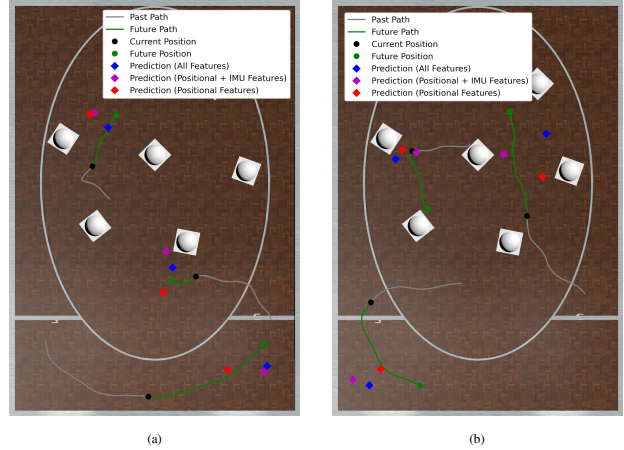 Past Path
Future Path
Current Position
Future Position
Prediction (All Features)
Prediction (Positional + IMU Features)
Prediction (Positional Features)
Past Path
Future Path
Current Position
Future Position
Prediction (All Features)
Prediction (Positional + IMU Features)
Prediction (Positional Features)
(a)
(b)